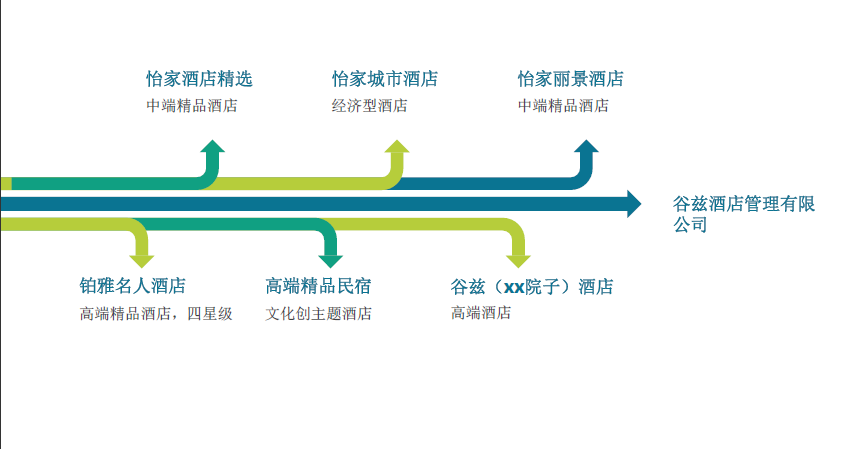 怡家酒店精选
中端精品酒店
怡家城市酒店
经济型酒店
怡家丽景酒店
中端精品酒店
谷兹酒店管理有限
公司
铂雅名人酒店
高端精品酒店，四星级
高端精品民宿
文化创主题酒店
谷兹（xx院子）酒店
高端酒店